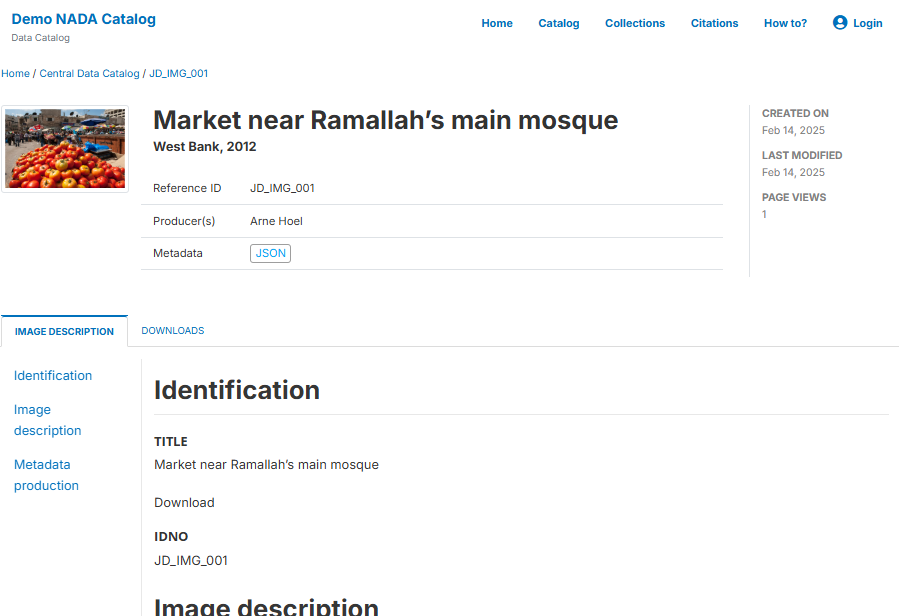 Demo NADA Catalog
Data Catalog
Home
Catalog
Collections
Citations
How to?
Login
Home / Central Data Catalog / JD_IMG_001
Market near Ramallah’s main mosque
West Bank, 2012
Reference ID JD_IMG_001
Producer(s) Arne Hoel
Metadata JSON
CREATED ON
Feb 14, 2025
LAST MODIFIED
Feb 14, 2025
PAGE VIEWS
1
IMAGE DESCRIPTION
DOWNLOADS
Identification
Image
description
Metadata
production
Identification
TITLE
Market near Ramallah’s main mosque
Download
IDNO
JD_IMG_001
Image description